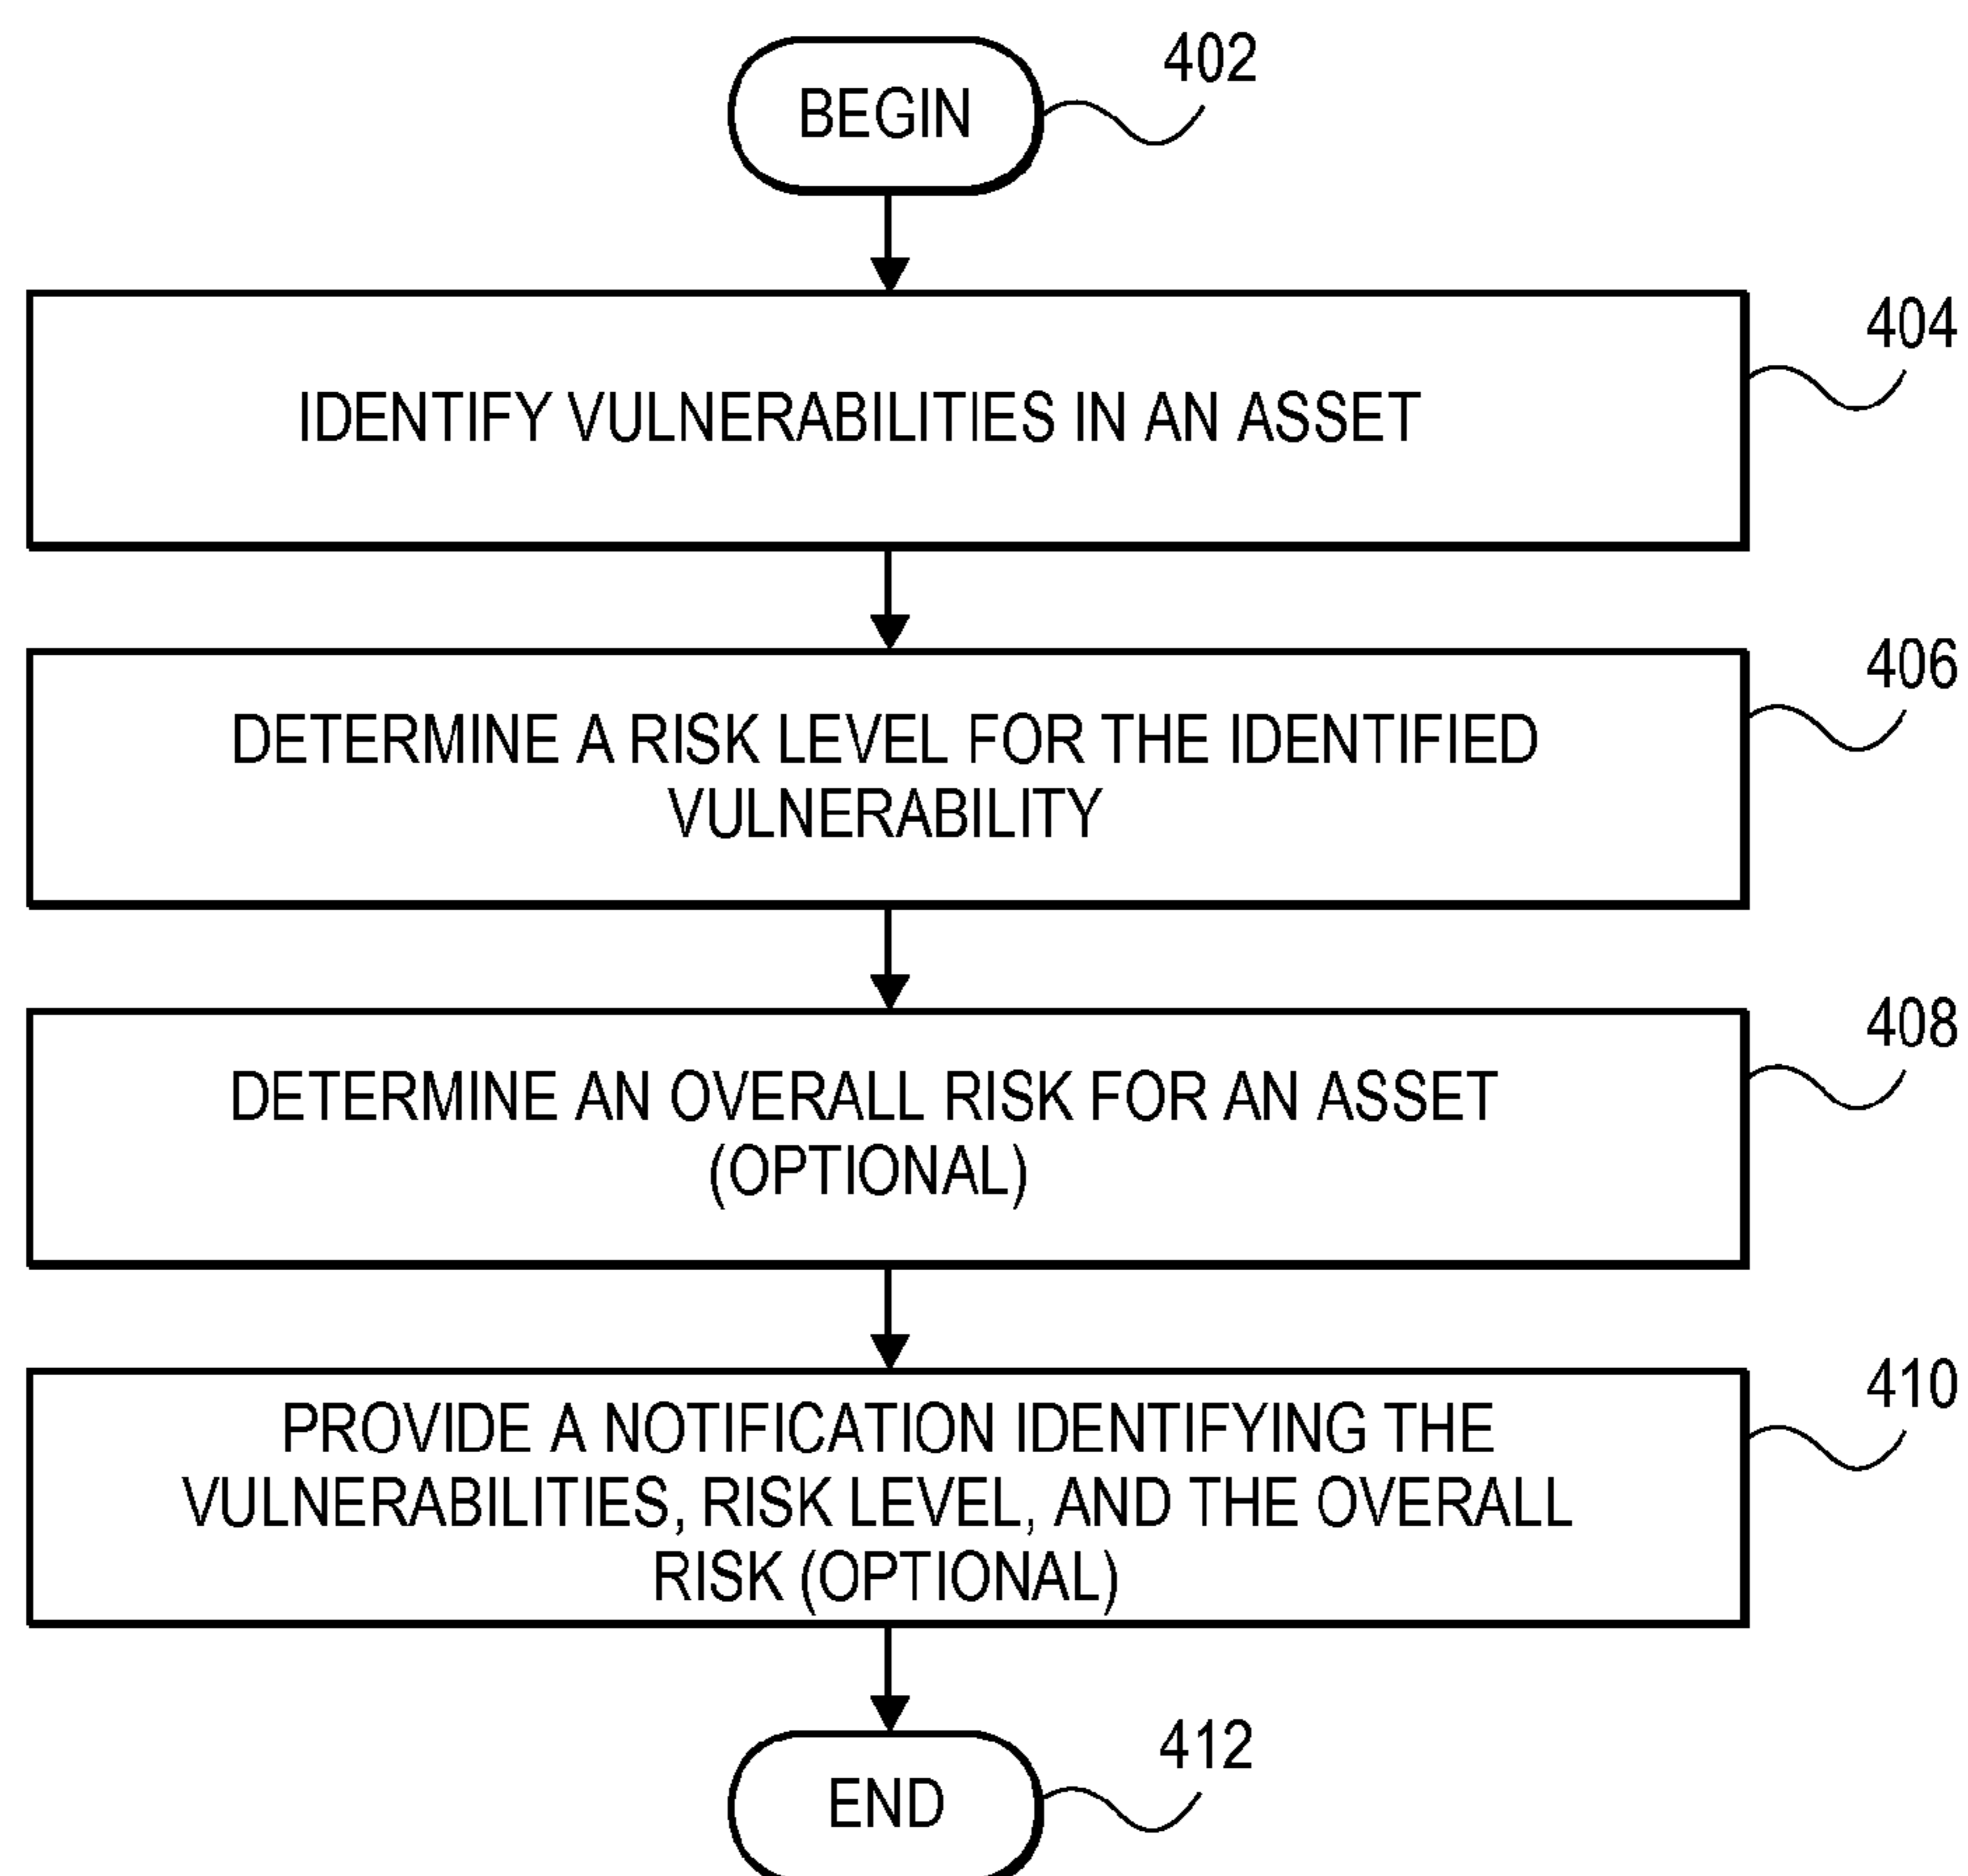 402
BEGIN
404
IDENTIFY VULNERABILITIES IN AN ASSET
406
DETERMINE A RISK LEVEL FOR THE IDENTIFIED
VULNERABILITY
408
DETERMINE AN OVERALL RISK FOR AN ASSET
(OPTIONAL)
410
PROVIDE A NOTIFICATION IDENTIFYING THE
VULNERABILITIES, RISK LEVEL, AND THE OVERALL
RISK (OPTIONAL)
412
END